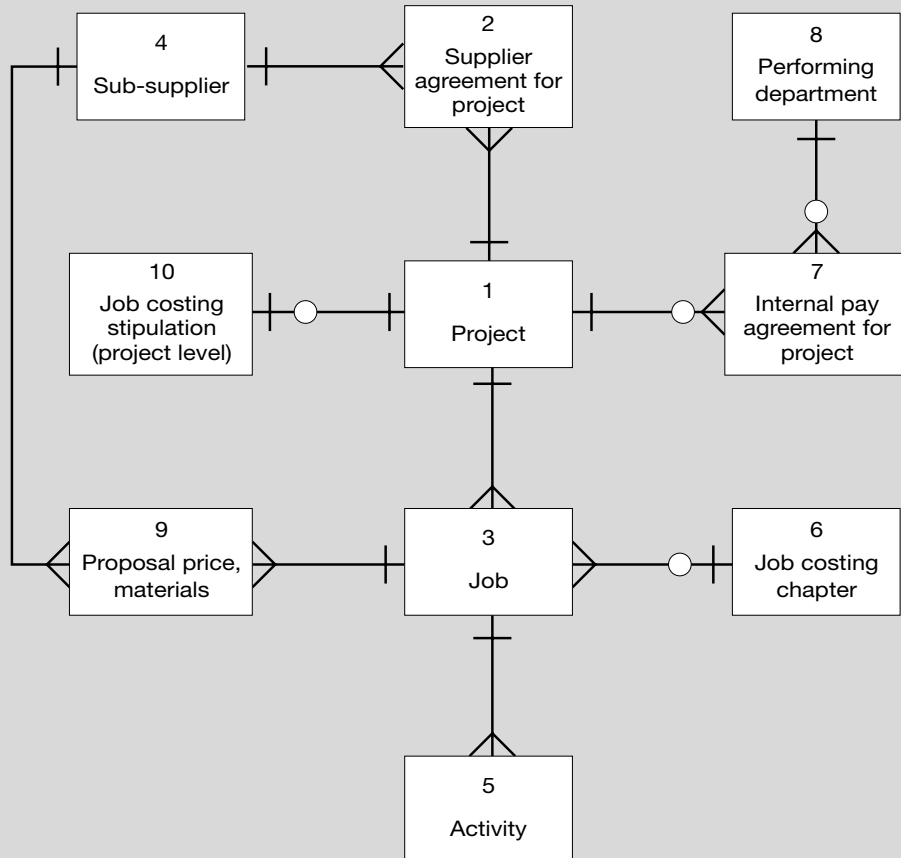 4
Sub-supplier
2
Supplier
agreement for
project
8
Performing
department
10
Job costing
stipulation
(project level)
1
Project
7
Internal pay
agreement for
project
9
Proposal price,
materials
3
Job
6
Job costing
chapter
5
Activity